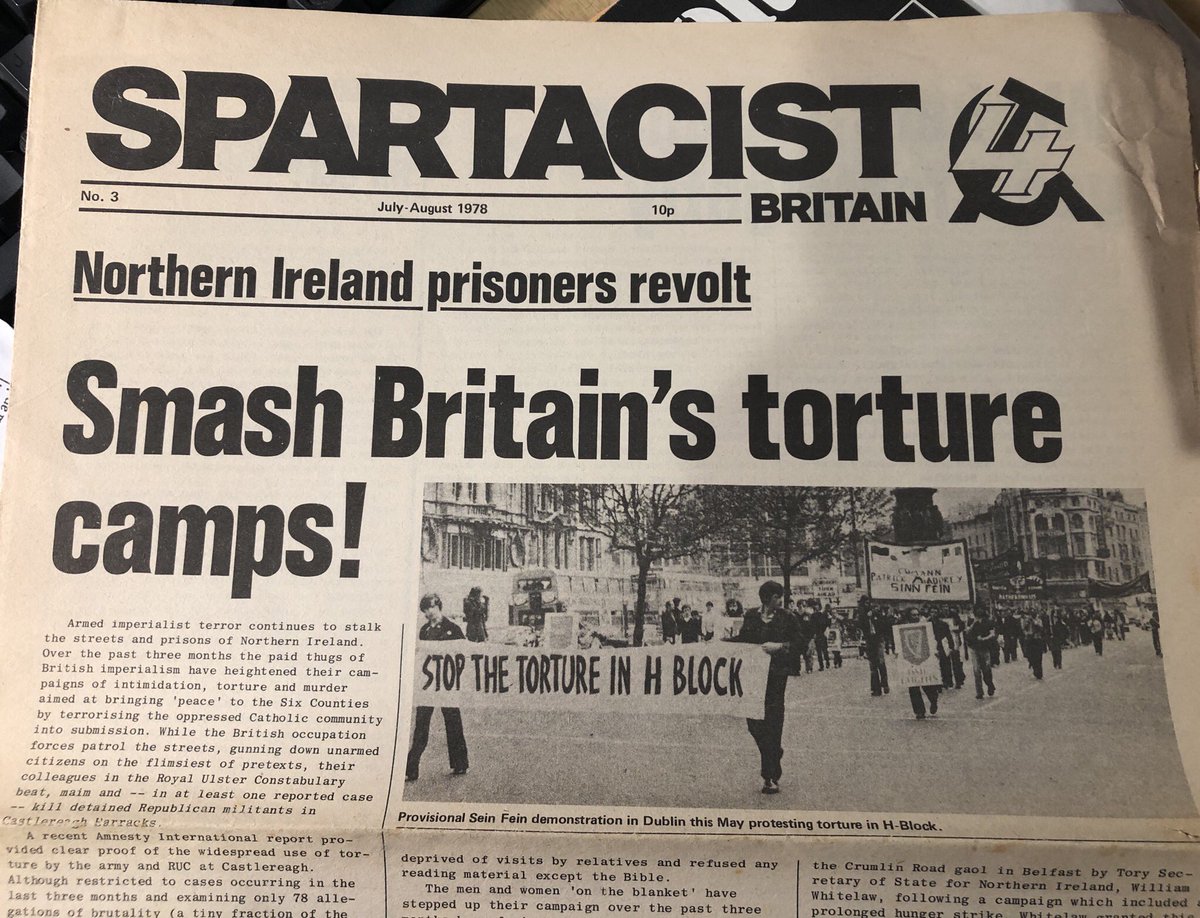 SPARTACIST
4
No. 3
July-August 1978
10p
BRITAIN
Northern Ireland prisoners revolt
Smash Britain's torture
camps!
Armed imperialist terror continues to stalk
the streets and prisons of Northern Ireland.
Over the past three months the paid thugs of
British imperialism have heightened their cam-
paigns of intimidation, torture and murder
aimed at bringing 'peace' to the Six Counties
by terrorising the oppressed Catholic community
into submission. While the British occupation
forces patrol the streets, gunning down unarmed
citizens on the flimsiest of pretexts, their
colleagues in the Royal Ulster Constabulary
beat, maim and -- in at least one reported case
-- kill detained Republican militants in
Castlereagh Barracks.
A recent Amnesty International report pro-
vided clear proof of the widespread use of tor-
ture by the army and RUC at Castlereagh.
Although restricted to cases occurring in the
last three months and examining only 78 alle-
gations of brutality (a tiny fraction of the
STOP THE TORTURE IN H BLOCK
PATRICK
SINN FEIN
Provisional Sein Fein demonstration in Dublin this May protesting torture in H-Block.
deprived of visits by relatives and refused any
reading material except the Bible.
The men and women 'on the blanket' have
stepped up their campaign over the past three
the Crumlin Road gaol in Belfast by Tory Sec-
retary of State for Northern Ireland, William
Whitelaw, following a campaign which included
prolonged hunger strike. Whitelaw